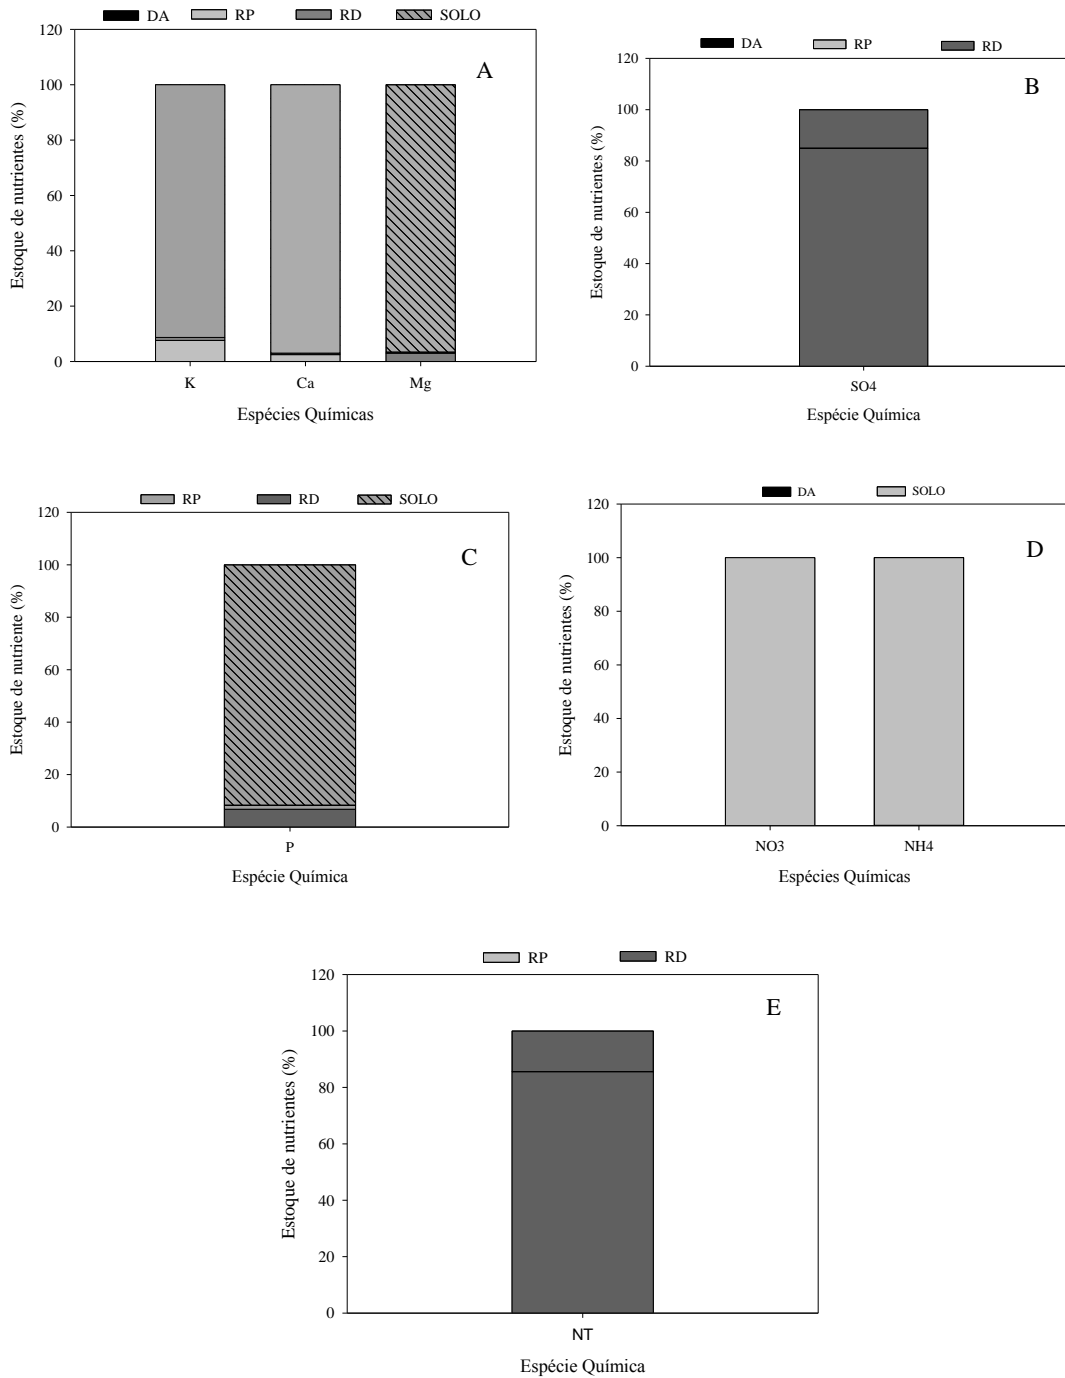 DA RP RD SOLO
120
100
80
60
40
20
0
Estoque de nutrientes (%)
A
K Ca Mg
Espécies Químicas
DA RP RD
120
100
80
60
40
20
0
Estoque de nutrientes (%)
B
SO4
Espécie Química
RP RD SOLO
120
100
80
60
40
20
0
Estoque de nutriente (%)
C
P
Espécie Química
DA SOLO
120
100
80
60
40
20
0
Estoque de nutrientes (%)
D
NO3 NH4
Espécies Químicas
RP RD
120
100
80
60
40
20
0
Estoque de nutrientes (%)
E
NT
Espécie Química